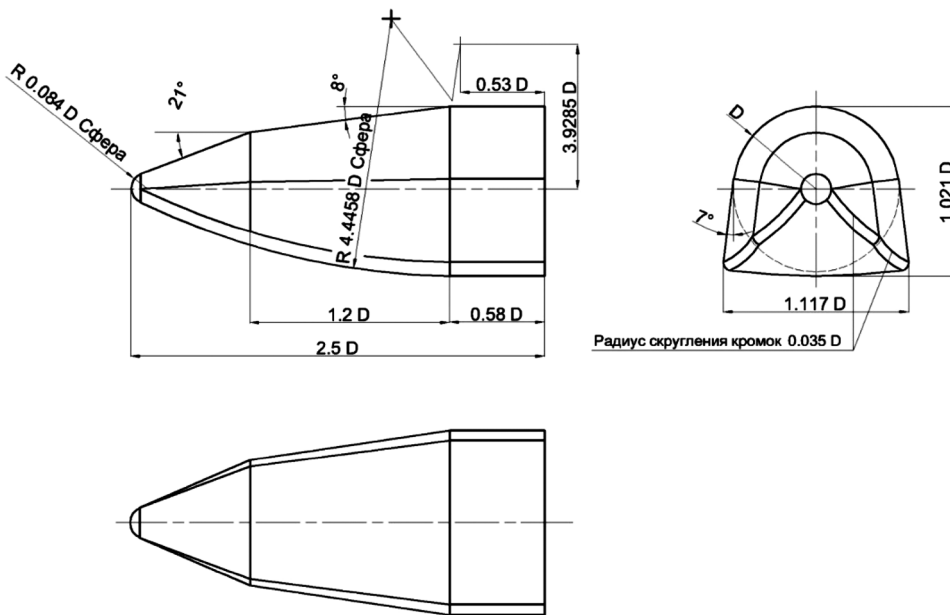 R 0.084 D Сфера
21°
8°
R 4.4458 D Сфера
0.53 D
3.9285 D
1.2 D
0.58 D
2.5 D
D
7°
1.021 D
1.117 D
Радиус скругления кромок 0.035 D